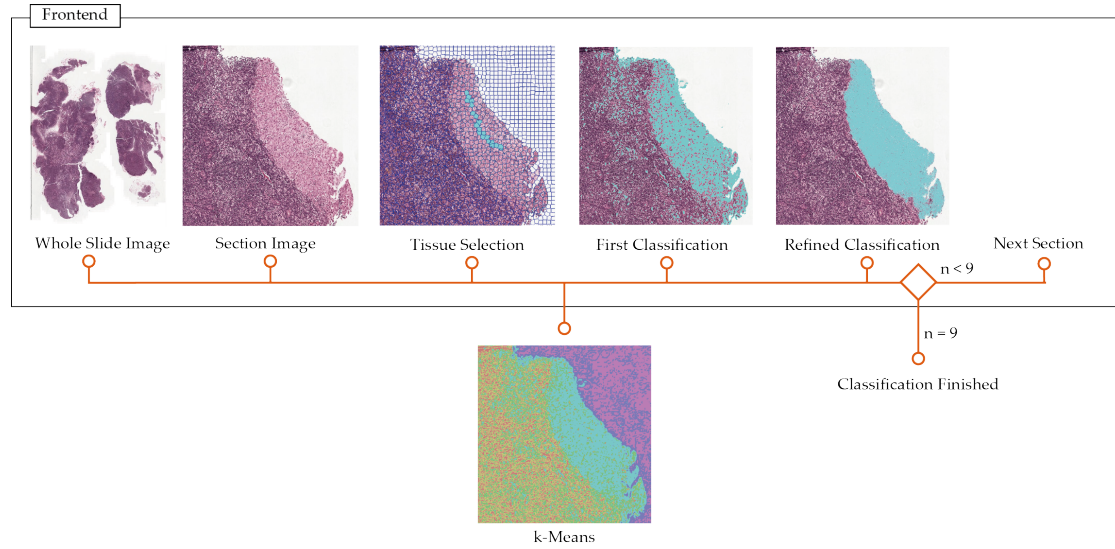 Frontend
Whole Slide Image
Section Image
Tissue Selection
First Classification
Refined Classification
Next Section
n < 9
n = 9
Classification Finished
k-Means